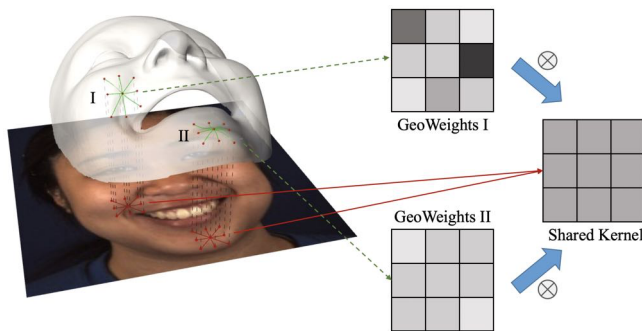 I
II
GeoWeights I
GeoWeights II
Shared Kernel